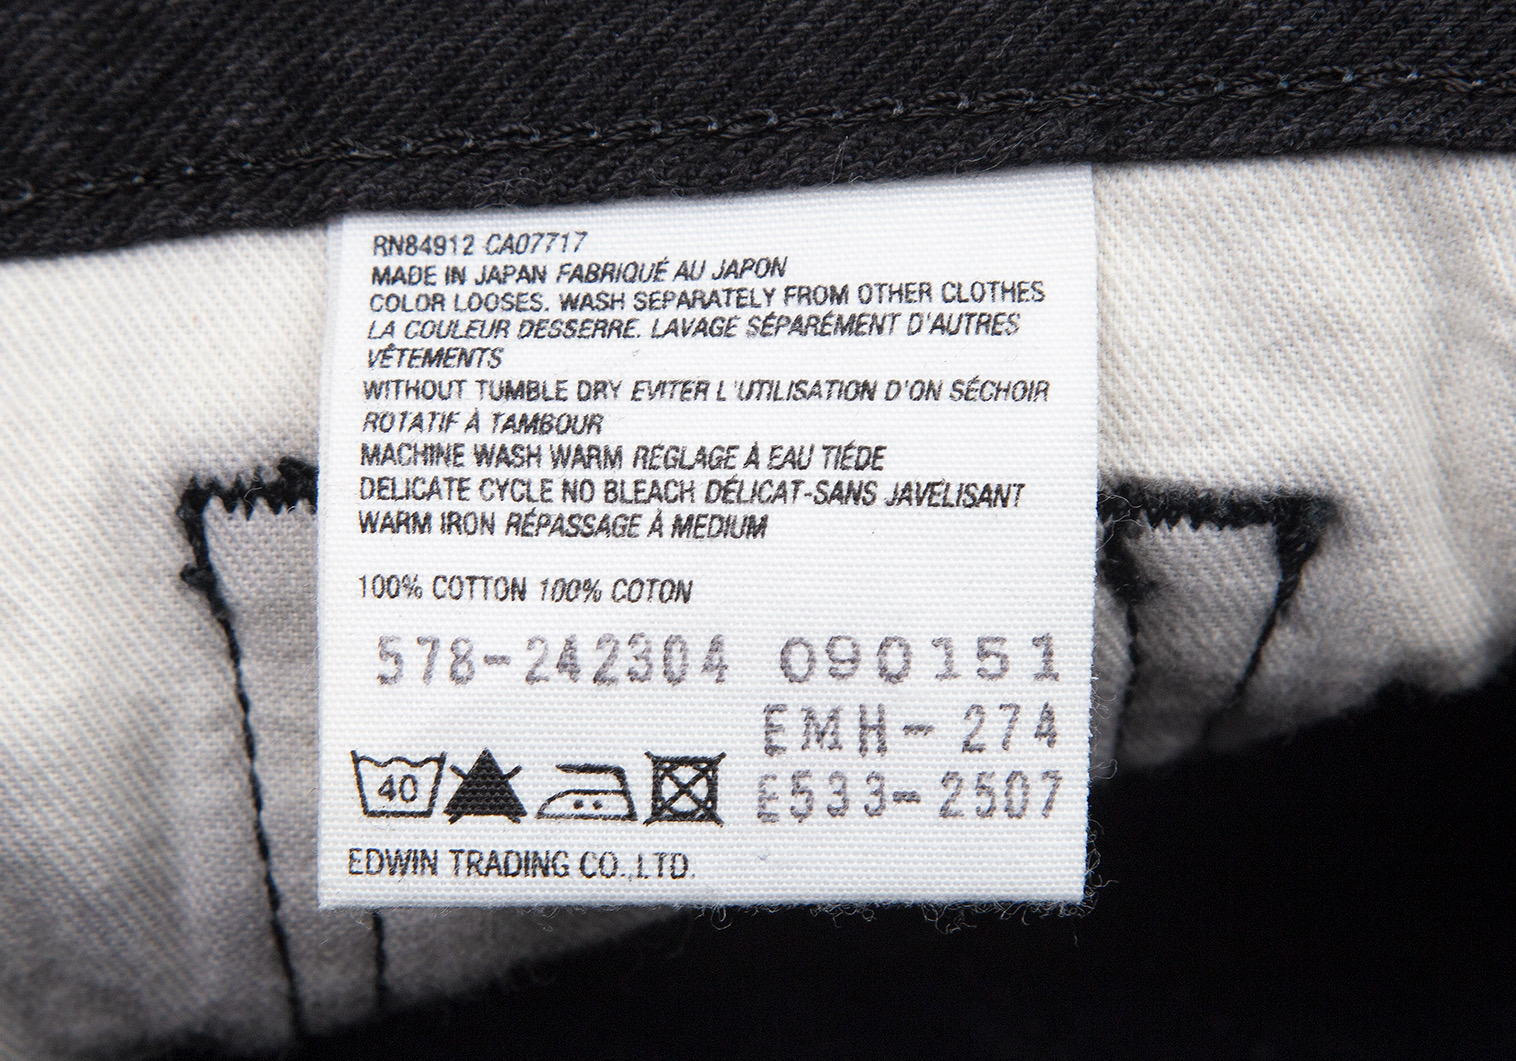 RN84912 CA07717
MADE IN JAPAN FABRIQUÉ AU JAPON
COLOR LOOSES. WASH SEPARATELY FROM OTHER CLOTHES
LA COULEUR DESSERRE. LAVAGE SÉPARÉMENT D'AUTRES
VÊTEMENTS
WITHOUT TUMBLE DRY EVITER L'UTILISATION D'ON SÉCHOIR
ROTATIF À TAMBOUR
MACHINE WASH WARM RÉGLAGE À EAU TIÉDE
DELICATE CYCLE NO BLEACH DÉLICAT-SANS JAVELISANT
WARM IRON RÉPASSAGE À MEDIUM
100% COTTON 100% COTON
578-242304 090151
EMH- 274
E533-2507
40
EDWIN TRADING CO.,LTD.